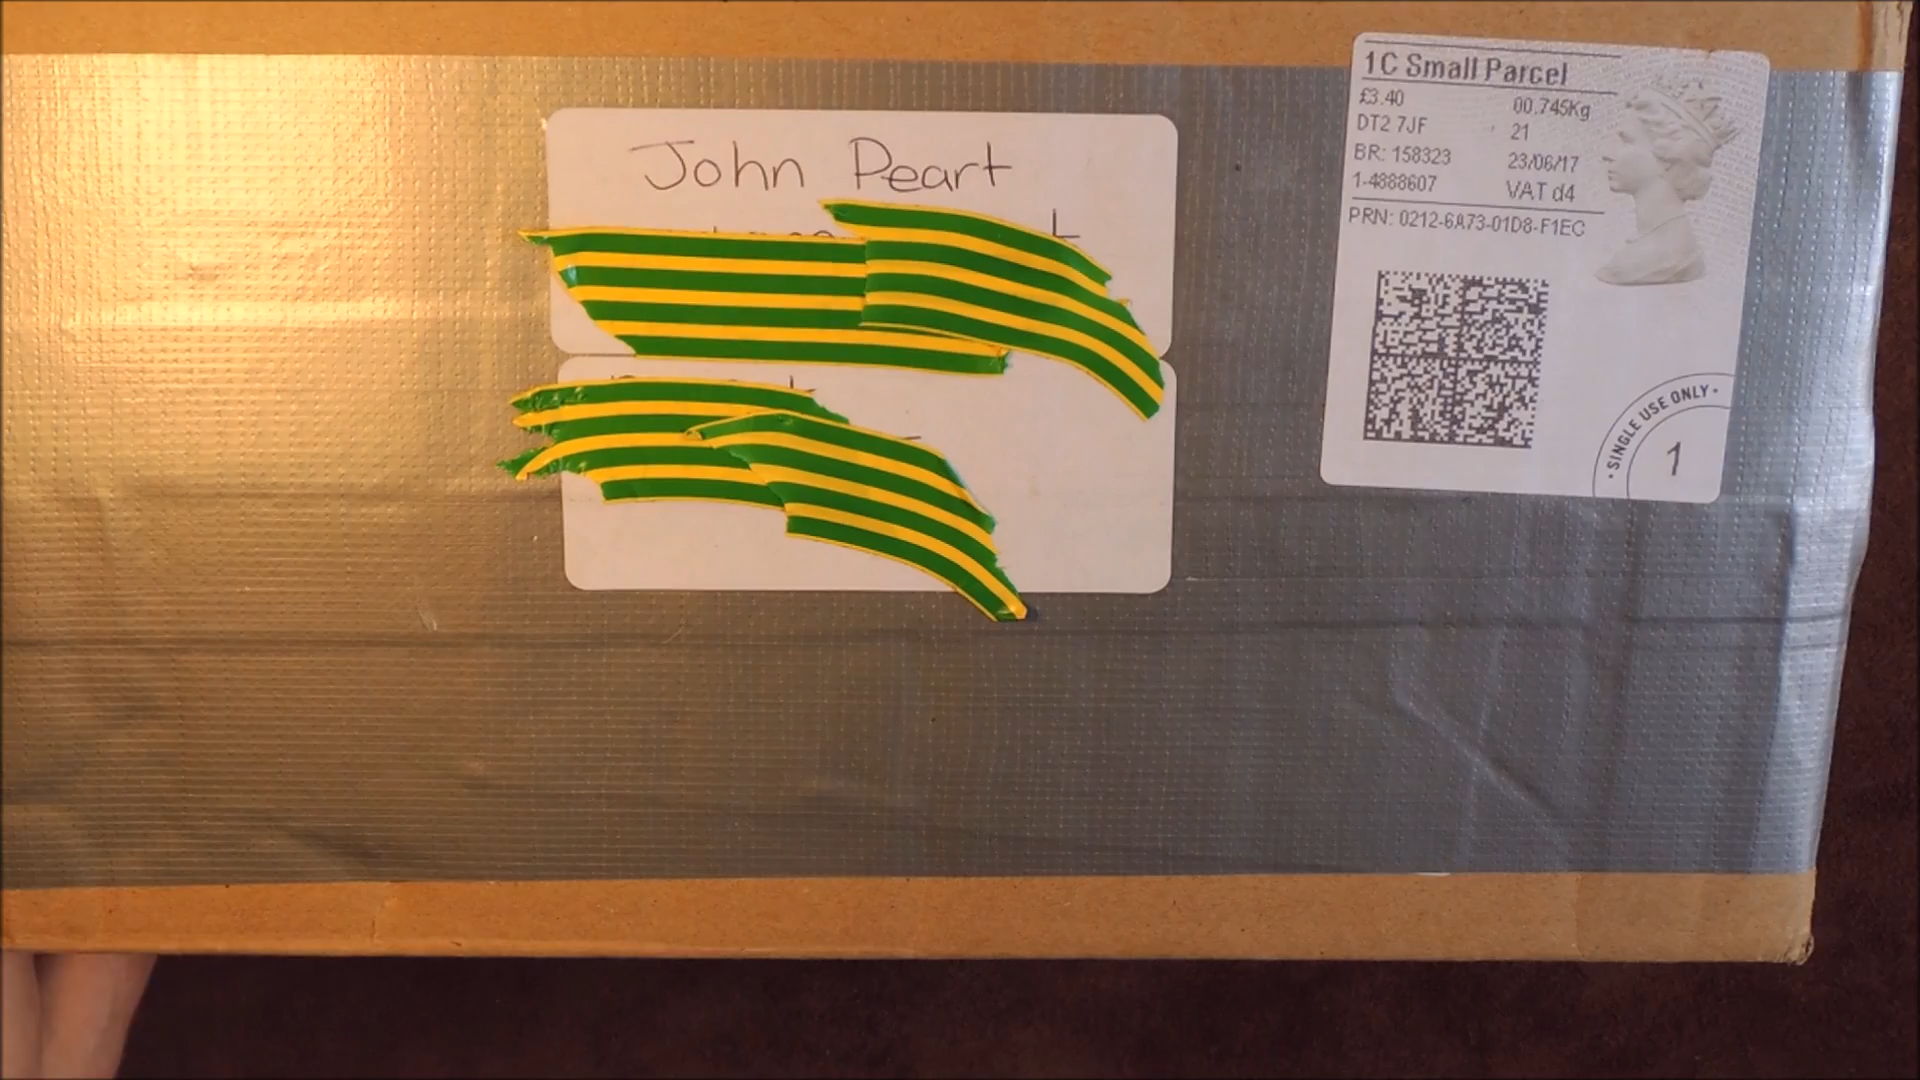 John Peart
1C Small Parcel
£3.40 00.745Kg
DT2 7JF 21
BR: 158323 23/06/17
1-4888607 VAT d4
PRN: 0212-6A73-01D8-F1EC
• SINGLE USE ONLY •
1